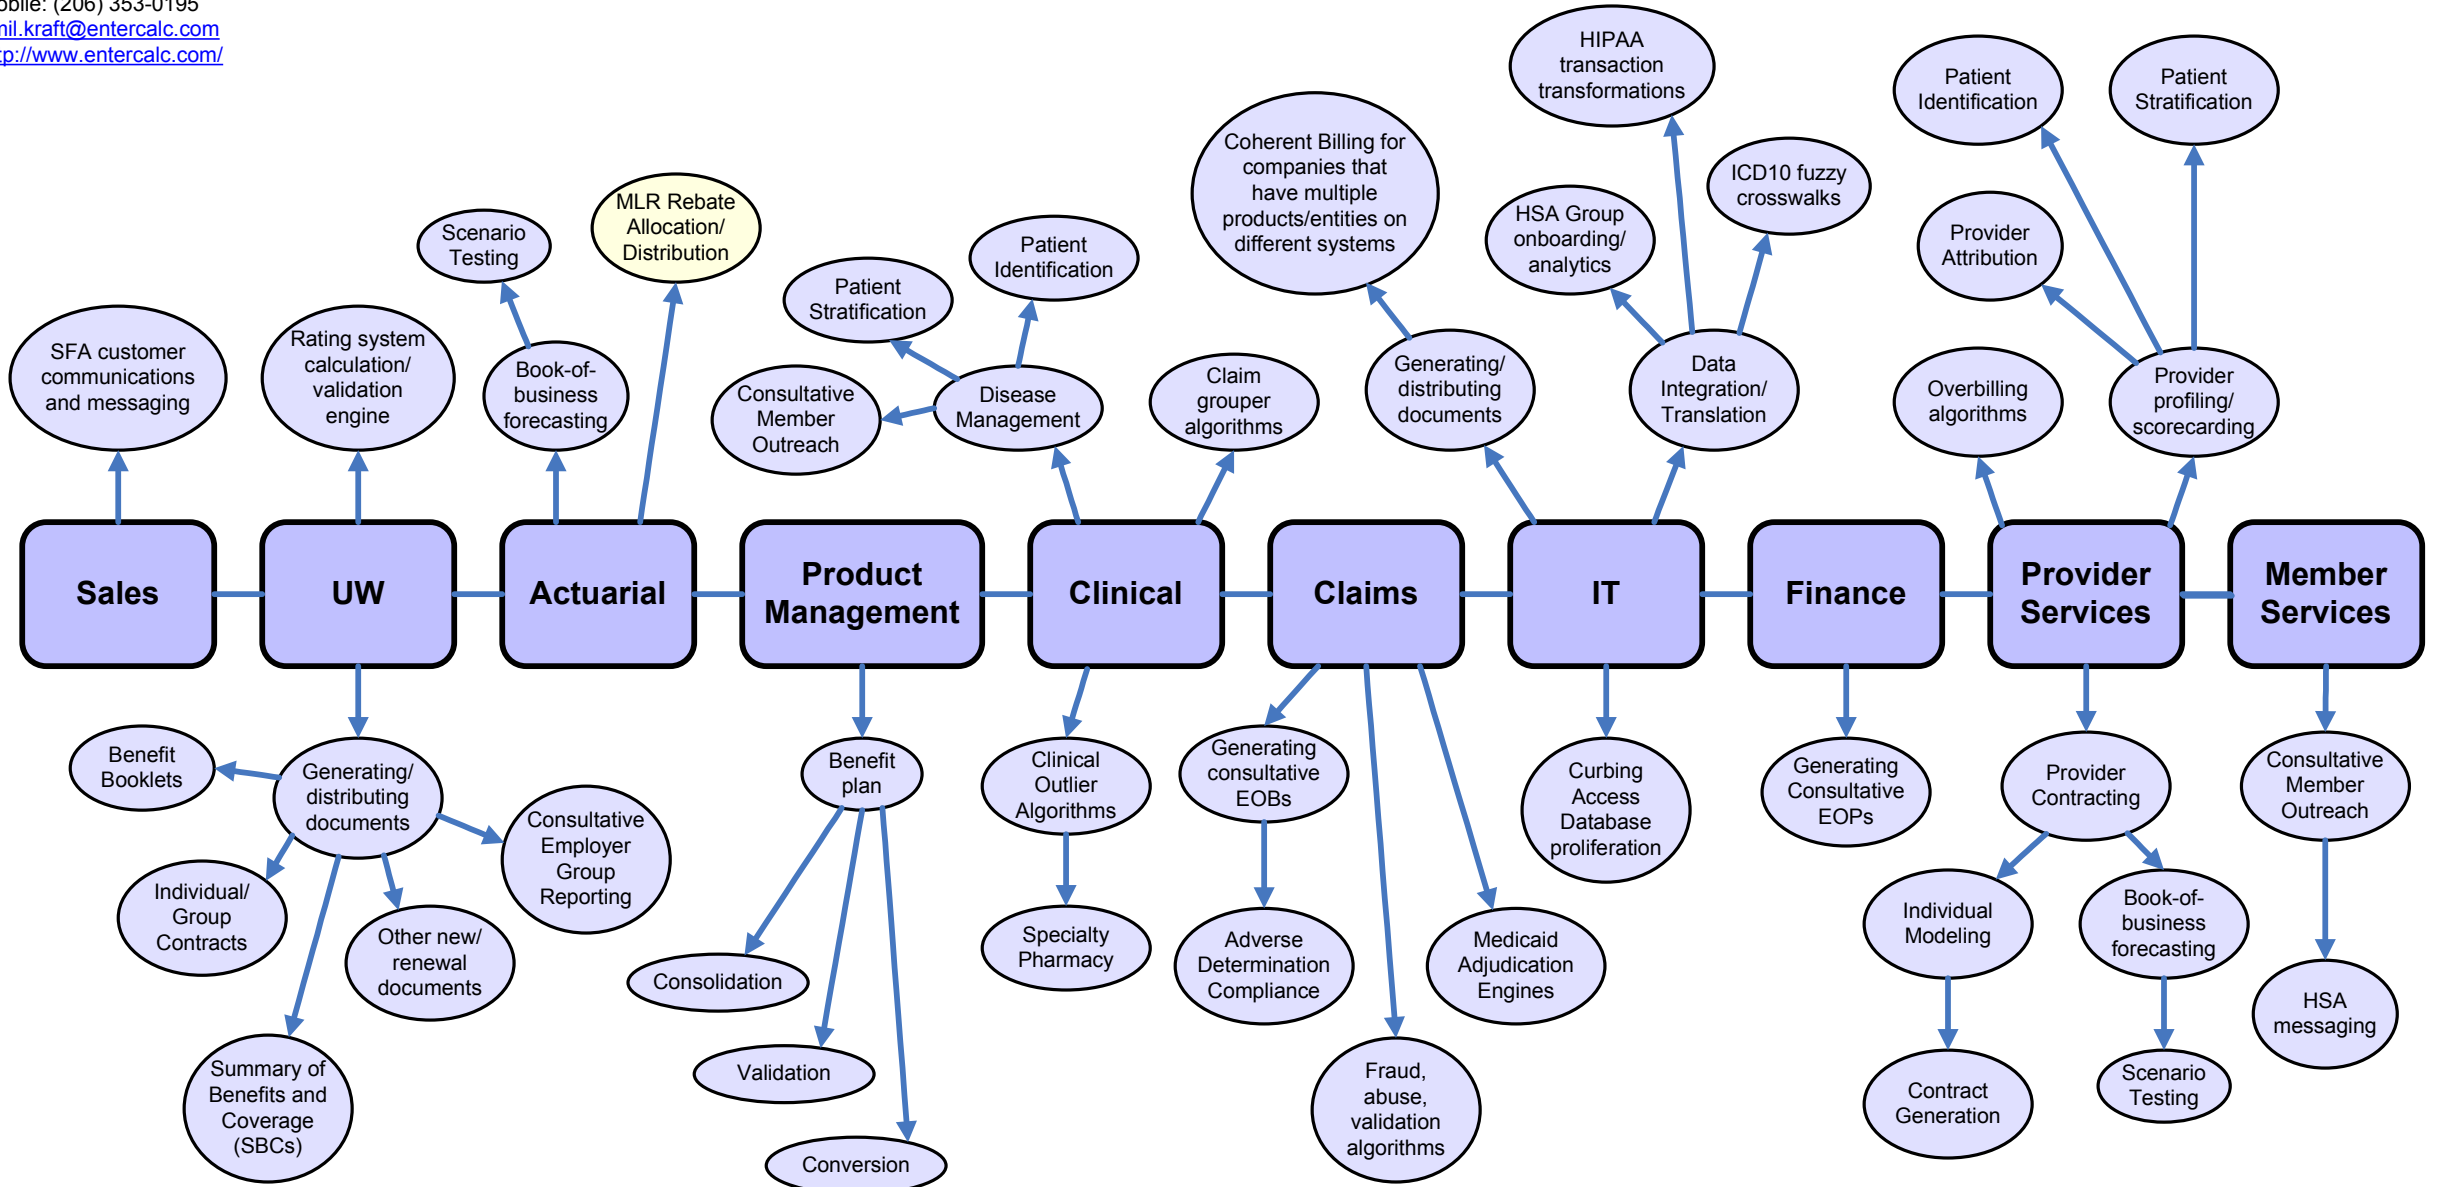 obile: (206) 353-0195
mil.kraft@entercalc.com
tp://www.entercalc.com/
HIPAA
transaction
transformations
Patient
Identification
Patient
Stratification
Coherent Billing for
companies that
have multiple
products/entities on
different systems
ICD10 fuzzy
crosswalks
MLR Rebate
Allocation/
Distribution
HSA Group
onboarding/
analytics
Scenario
Testing
Patient
Identification
Provider
Attribution
Patient
Stratification
SFA customer
communications
and messaging
Rating system
calculation/
validation
engine
Book-of-
business
forecasting
Consultative
Member
Outreach
Disease
Management
Claim
grouper
algorithms
Generating/
distributing
documents
Data
Integration/
Translation
Overbilling
algorithms
Provider
profiling/
scorecarding
Sales
UW
Actuarial
Product
Management
Clinical
Claims
IT
Finance
Provider
Services
Member
Services
Benefit
Booklets
Generating/
distributing
documents
Consultative
Employer
Group
Reporting
Individual/
Group
Contracts
Other new/
renewal
documents
Summary of
Benefits and
Coverage
(SBCs)
Benefit
plan
Consolidation
Validation
Conversion
Clinical
Outlier
Algorithms
Specialty
Pharmacy
Generating
consultative
EOBs
Adverse
Determination
Compliance
Medicaid
Adjudication
Engines
Fraud,
abuse,
validation
algorithms
Curbing
Access
Database
proliferation
Generating
Consultative
EOPs
Provider
Contracting
Individual
Modeling
Book-of-
business
forecasting
Contract
Generation
Scenario
Testing
Consultative
Member
Outreach
HSA
messaging